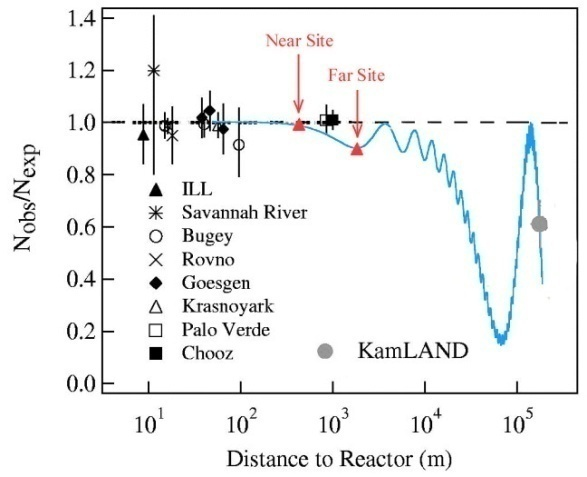 1.4
1.2
1.0
0.8
0.6
0.4
0.2
0.0
Nobs/Nexp
Near Site
Far Site
ILL
Savannah River
Bugey
Rovno
Goesgen
Krasnoyark
Palo Verde
Chooz
KamLAND
10¹ 10² 10³ 10⁴ 10⁵
Distance to Reactor (m)